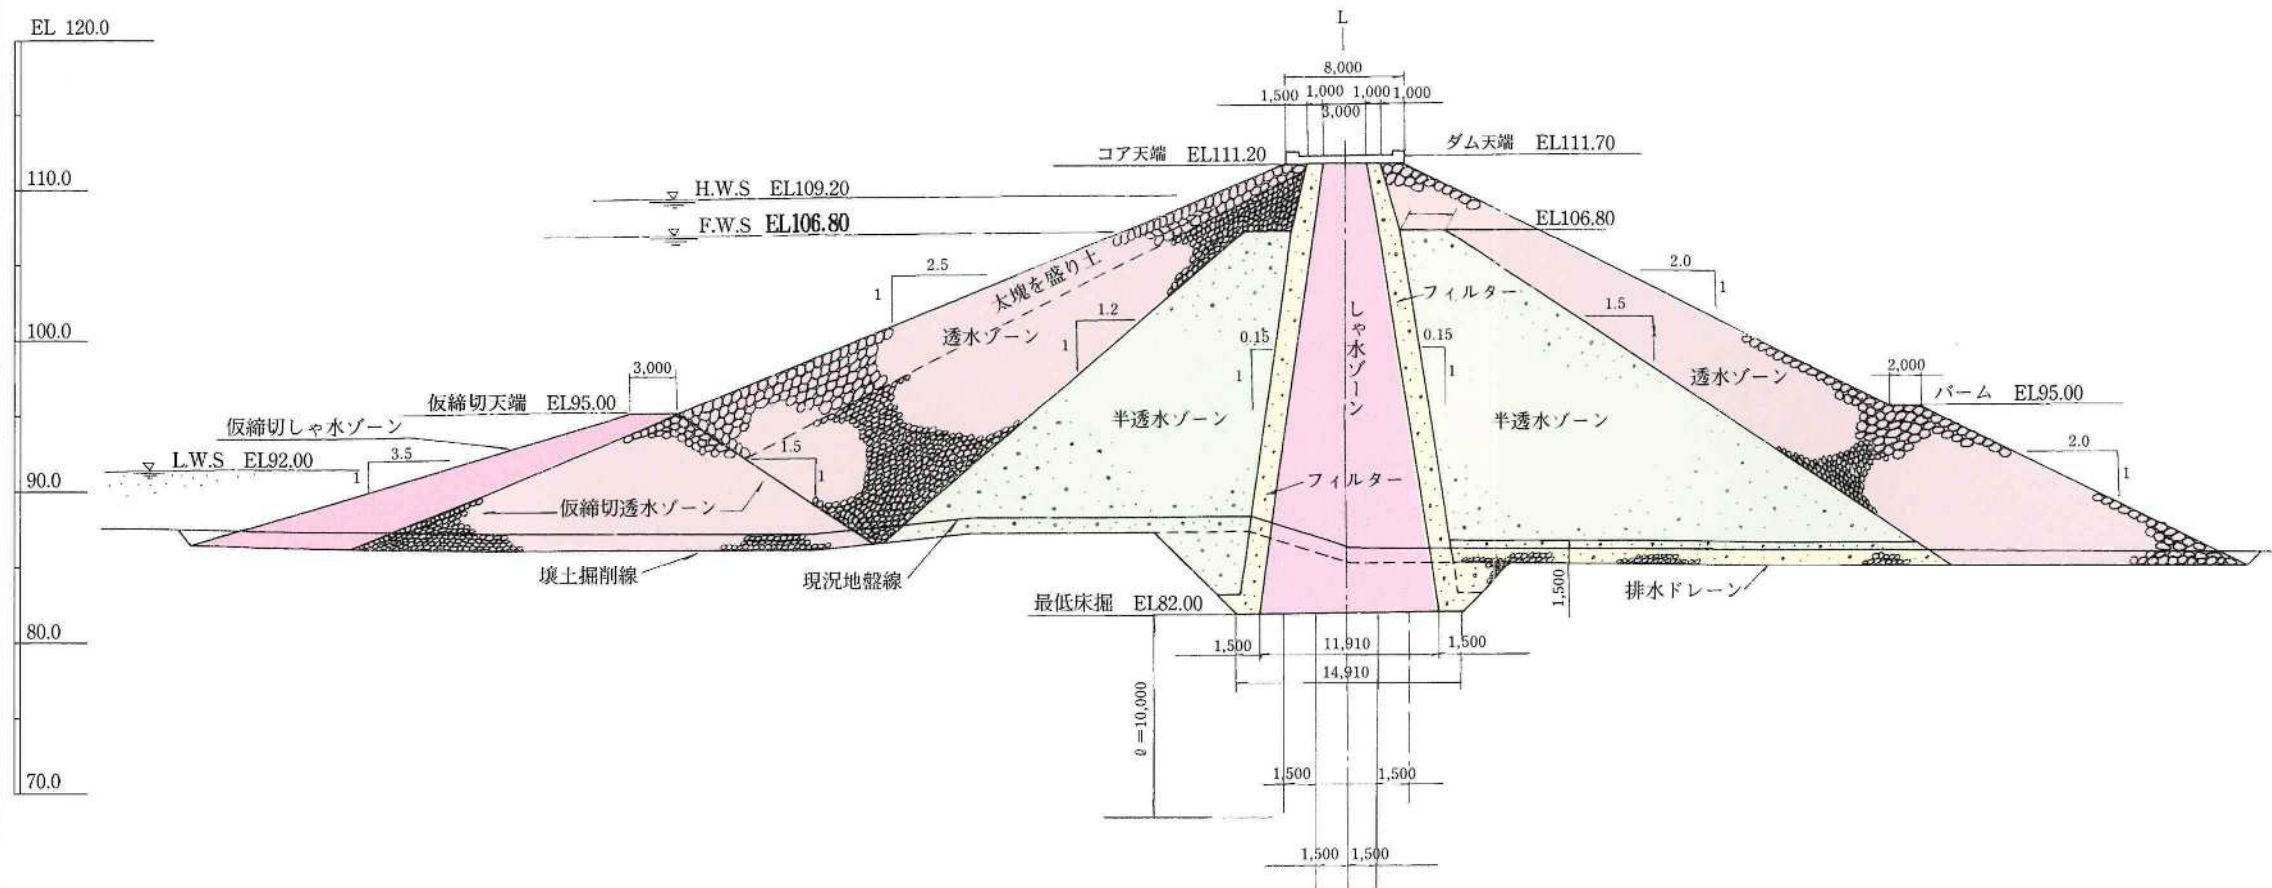 L
EL 120.0
8,000
1,500 1,000 1,000 1,000
3,000
コア天端 EL111.20
ダム天端 EL111.70
110.0
H.W.S EL109.20
F.W.S EL106.80
EL106.80
2.5
1
太塊を盛り土
2.0
1
フィルター
透水ゾーン
1.2
1
1.5
1
しゃ水ゾーン
100.0
0.15
1
0.15
1
3,000
透水ゾーン
2,000
仮締切天端 EL95.00
バーム EL95.00
仮締切しゃ水ゾーン
半透水ゾーン
半透水ゾーン
L.W.S EL92.00
3.5
1
1.5
1
2.0
1
90.0
フィルター
仮締切透水ゾーン
壌土掘削線
現況地盤線
1,500
排水ドレーン
最低床掘 EL82.00
80.0
1,500
11,910
1,500
14,910
ℓ=10,000
70.0
1,500
1,500
1,500
1,500